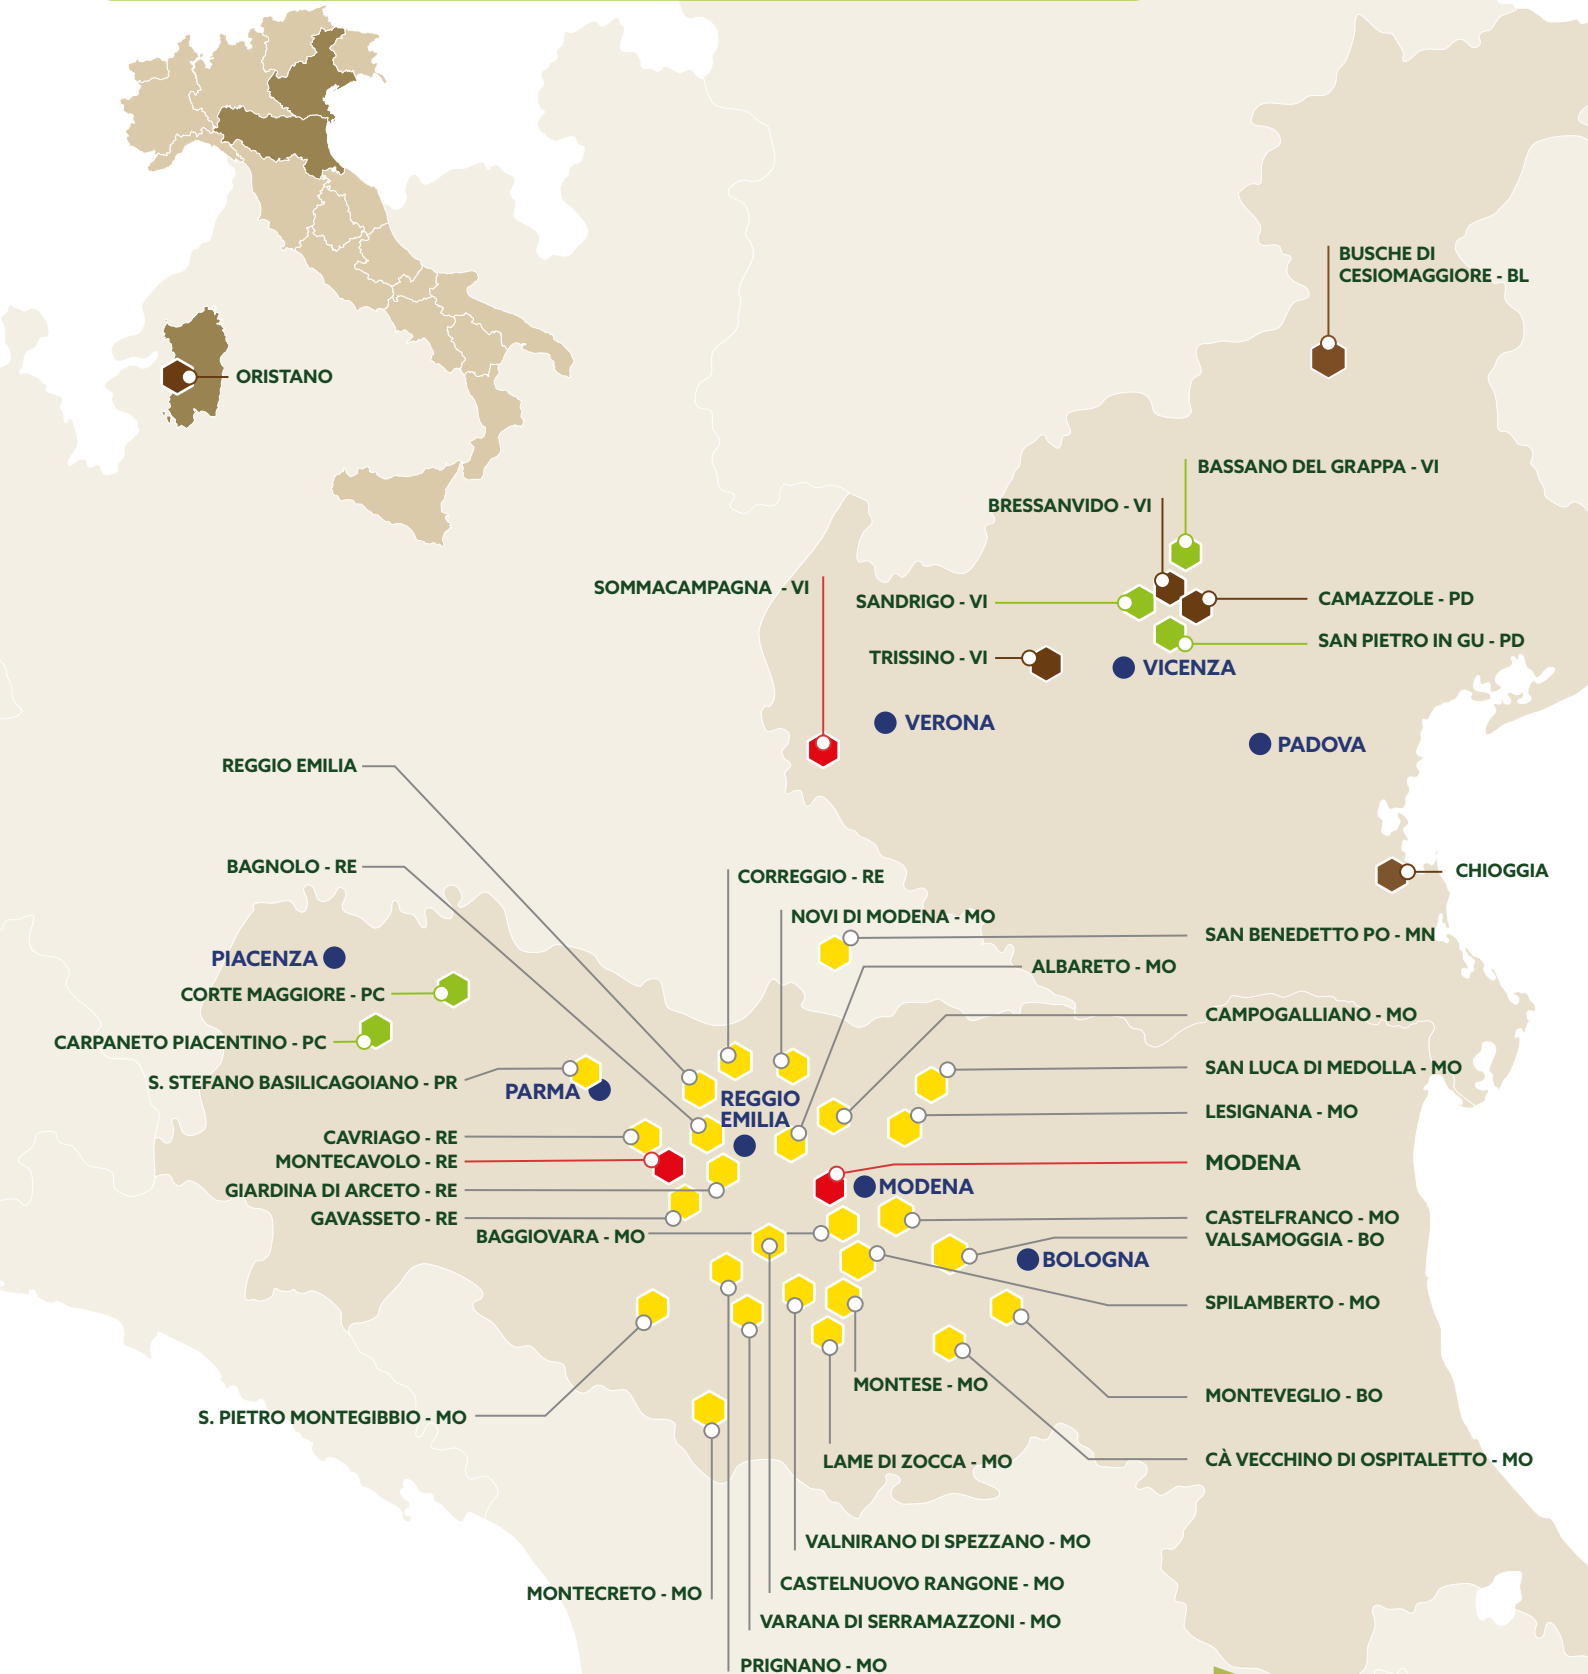 BUSCHE DI
CESIOMAGGIORE - BL
ORISTANO
BASSANO DEL GRAPPA - VI
BRESSANVIDO - VI
SOMMACAMPAGNA - VI
SANDRIGO - VI
CAMAZZOLE - PD
SAN PIETRO IN GU - PD
TRISSINO - VI
VICENZA
VERONA
PADOVA
REGGIO EMILIA
BAGNOLO - RE
CORREGGIO - RE
CHIOGGIA
NOVI DI MODENA - MO
SAN BENEDETTO PO - MN
PIACENZA
ALBARETO - MO
CORTE MAGGIORE - PC
CAMPOGALLIANO - MO
CARPANETO PIACENTINO - PC
SAN LUCA DI MEDOLLA - MO
S. STEFANO BASILICAGOIANO - PR
PARMA
REGGIO
EMILIA
LESIGNANA - MO
CAVRIAGO - RE
MONTECAVOLO - RE
MODENA
GIARDINA DI ARCETO - RE
MODENA
GAVASSETO - RE
CASTELFRANCO - MO
BAGGIOVARA - MO
VALSAMOGGIA - BO
BOLOGNA
SPILAMBERTO - MO
MONTESE - MO
MONTEVEGLIO - BO
S. PIETRO MONTEGIBBIO - MO
LAME DI ZOCCA - MO
CÀ VECCHINO DI OSPITALETTO - MO
VALNIRANO DI SPEZZANO - MO
CASTELNUOVO RANGONE - MO
MONTECRETO - MO
VARANA DI SERRAMAZZONI - MO
PRIGNANO - MO